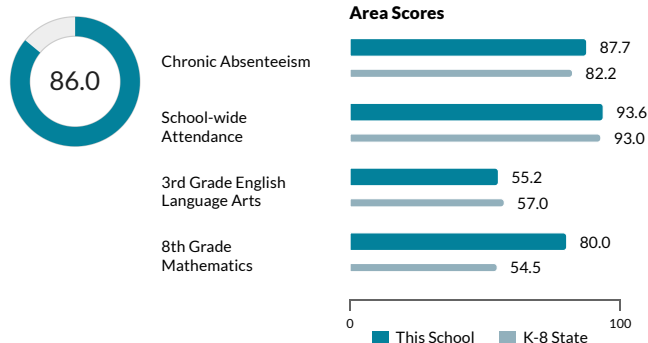 Area Scores
86.0
Chronic Absenteeism
87.7
82.2
School-wide
Attendance
93.6
93.0
3rd Grade English
Language Arts
55.2
57.0
8th Grade
Mathematics
80.0
54.5
0
100
This School
K-8 State